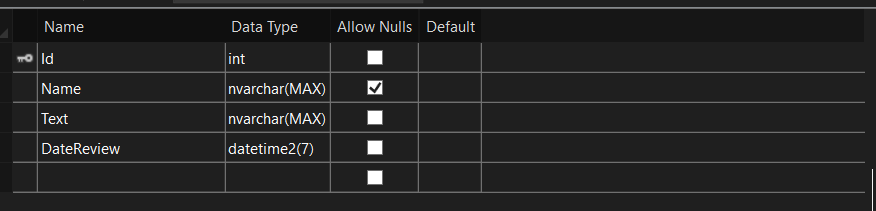 Name Data Type Allow Nulls Default
Id int
Name nvarchar(MAX)
Text nvarchar(MAX)
DateReview datetime2(7)